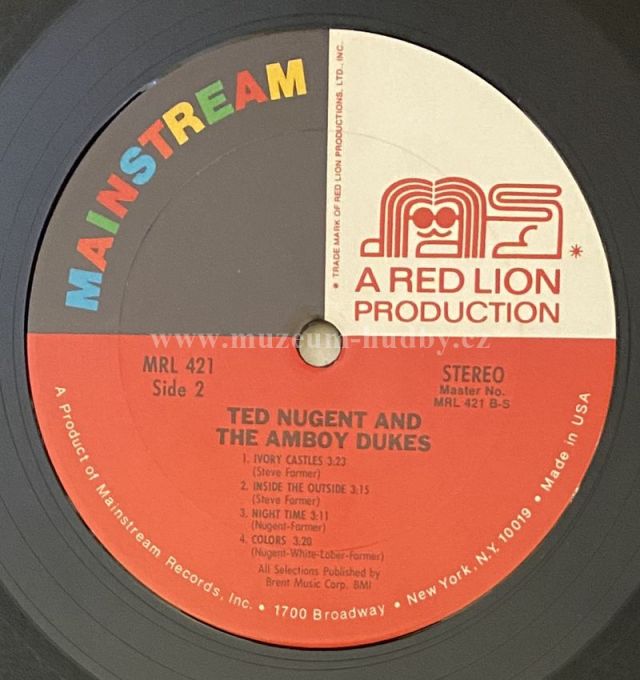 MAINSTREAM
• TRADE MARK OF RED LION PRODUCTIONS, LTD., INC.
A RED LION
PRODUCTION
*
www.muzeum-hudby.cz
MRL 421
Side 2
STEREO
Master No.
MRL 421 B-S
TED NUGENT AND
THE AMBOY DUKES
1. IVORY CASTLES 3:23
(Steve Farmer)
2. INSIDE THE OUTSIDE 3:15
(Steve Farmer)
3. NIGHT TIME 3:11
(Nugent-Farmer)
4. COLORS 3:20
(Nugent-White-Lober-Farmer)
All Selections Published by
Brent Music Corp. BMI
A Product of Mainstream Records, Inc. • 1700 Broadway • New York, N.Y. 10019 • Made in USA